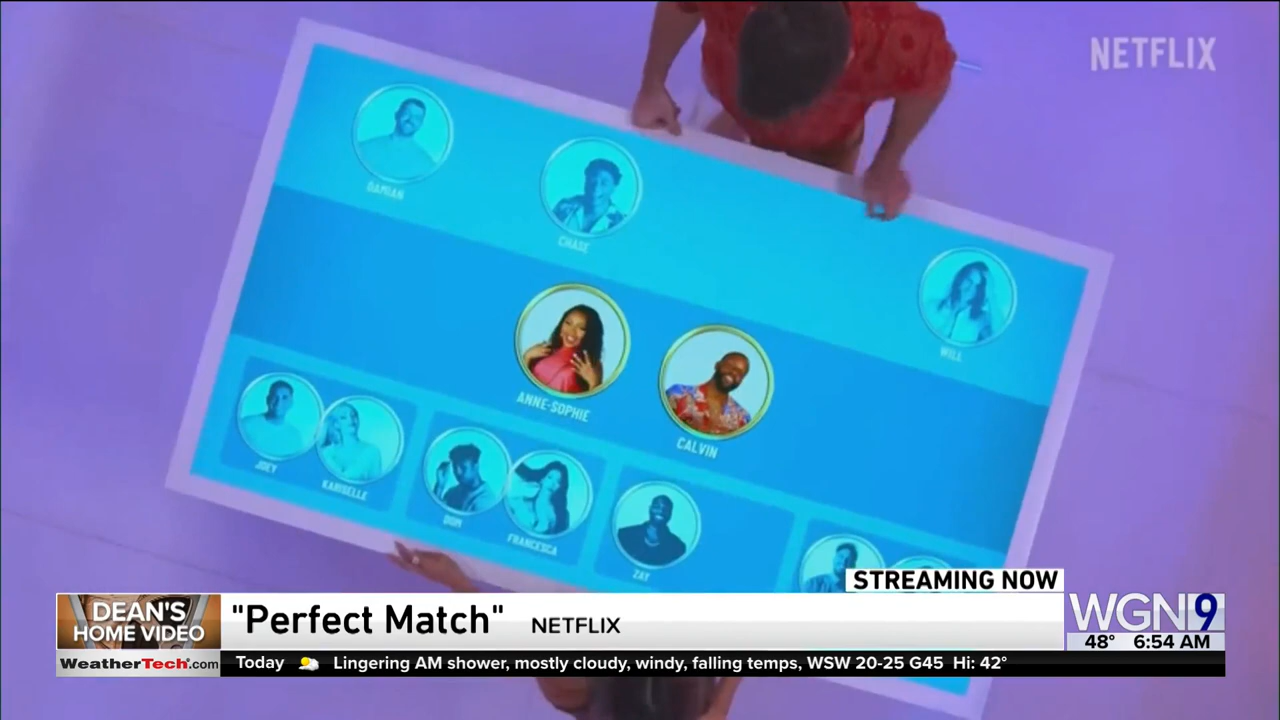 NETFLIX
DAMIAN
CHASE
WILL
ANNE-SOPHIE
CALVIN
JOEY
KARISELLE
DOM
FRANCESCA
ZAY
STREAMING NOW
DEAN'S
HOME VIDEO
"Perfect Match" NETFLIX
WGN9
48° 6:54 AM
WeatherTech.com
Today Lingering AM shower, mostly cloudy, windy, falling temps, WSW 20-25 G45 Hi: 42°